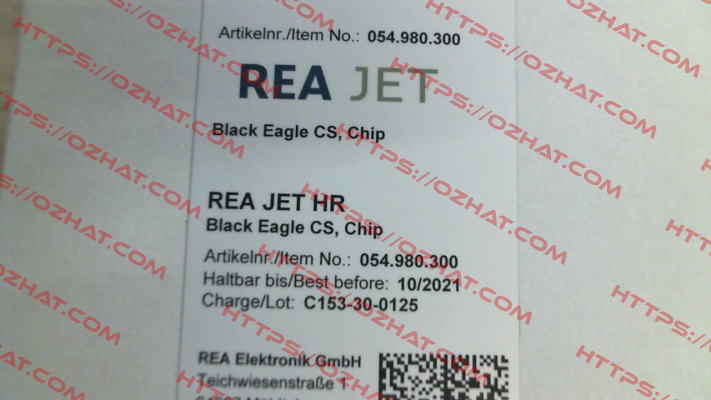 Artikelnr./Item No.: 054.980.300
REA JET
Black Eagle CS, Chip
REA JET HR
Black Eagle CS, Chip
Artikelnr./Item No.: 054.980.300
Haltbar bis/Best before: 10/2021
Charge/Lot: C153-30-0125
REA Elektronik GmbH
Teichwiesenstraße 1
HTTPS://OZHAT.COM